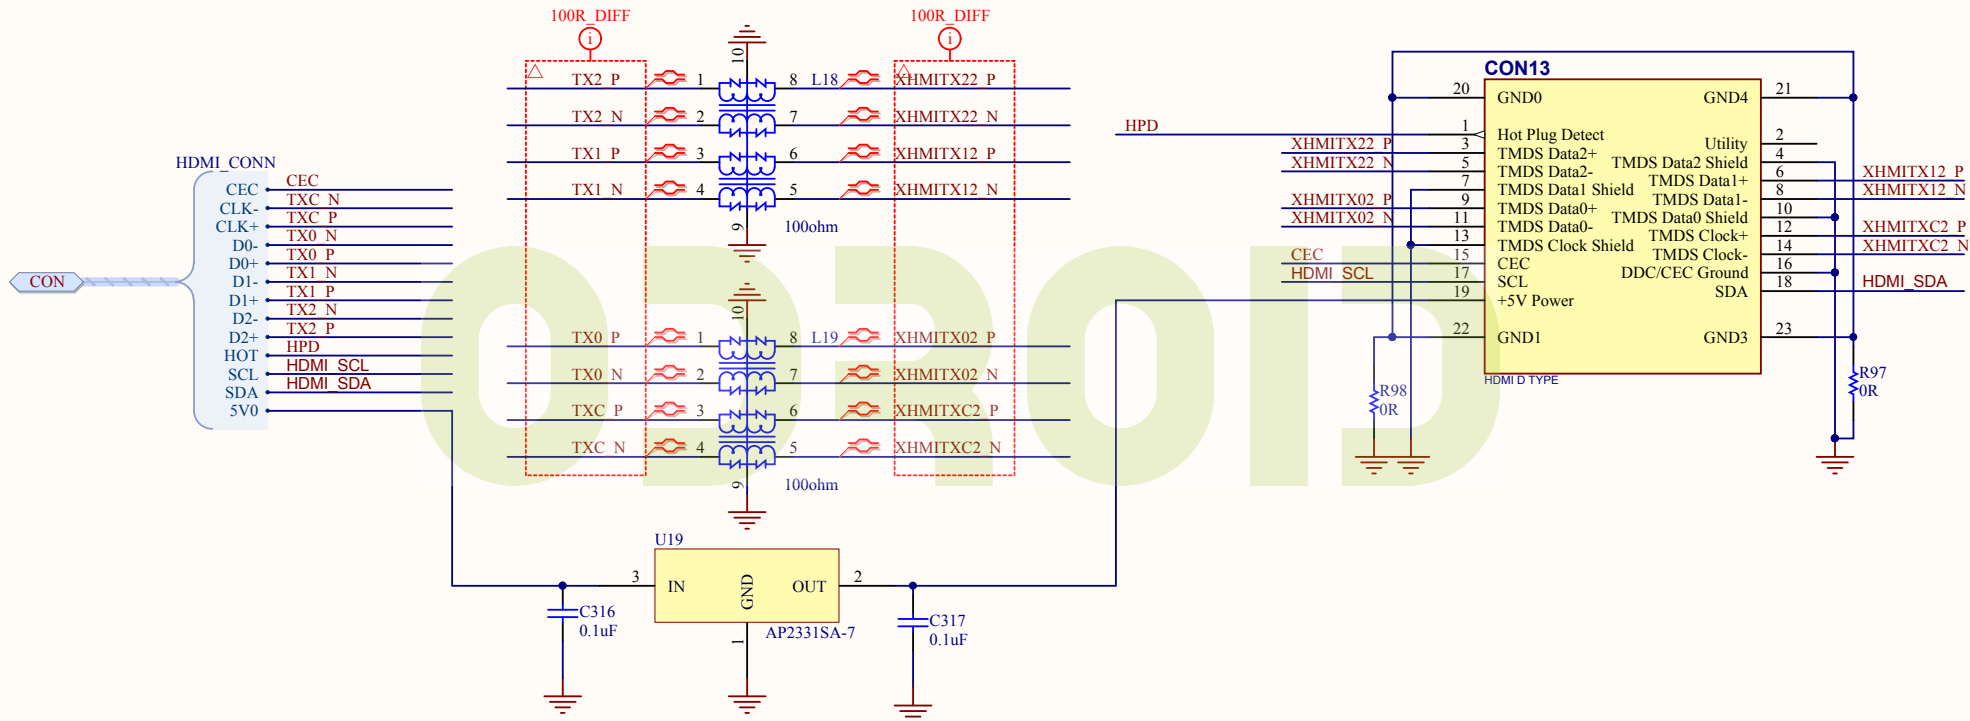 100R_DIFF
i
100R_DIFF
i
HDMI_CONN
CON
CEC CEC
CLK- TXC_N
CLK+ TXC_P
D0- TX0_N
D0+ TX0_P
D1- TX1_N
D1+ TX1_P
D2- TX2_N
D2+ TX2_P
HOT HPD
SCL HDMI_SCL
SDA HDMI_SDA
5V0
10
TX2_P 1 8 L18 XHMITX22_P
TX2_N 2 7 XHMITX22_N
TX1_P 3 6 XHMITX12_P
TX1_N 4 5 XHMITX12_N
9 100ohm
10
TX0_P 1 8 L19 XHMITX02_P
TX0_N 2 7 XHMITX02_N
TXC_P 3 6 XHMITXC2_P
TXC_N 4 5 XHMITXC2_N
9 100ohm
U19
3 IN GND OUT 2
1
AP2331SA-7
C316
0.1uF
C317
0.1uF
CON13
20 GND0 GND4 21
HPD 1 Hot Plug Detect
Utility 2
XHMITX22_P 3 TMDS Data2+
TMDS Data2 Shield 4
XHMITX22_N 5 TMDS Data2-
TMDS Data1+ 6 XHMITX12_P
7 TMDS Data1 Shield
TMDS Data1- 8 XHMITX12_N
XHMITX02_P 9 TMDS Data0+
TMDS Data0 Shield 10
XHMITX02_N 11 TMDS Data0-
TMDS Clock+ 12 XHMITXC2_P
13 TMDS Clock Shield
TMDS Clock- 14 XHMITXC2_N
CEC 15 CEC
DDC/CEC Ground 16
HDMI_SCL 17 SCL
SDA 18 HDMI_SDA
19 +5V Power
22 GND1 GND3 23
HDMI D TYPE
R98
0R
R97
0R
ODROID